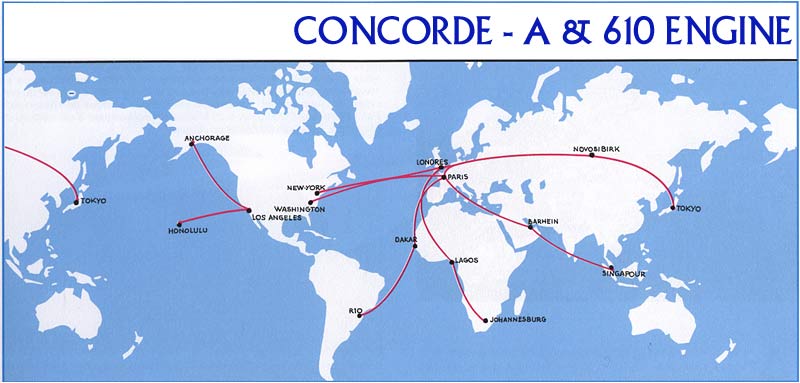 CONCORDE - A & 610 ENGINE
ANCHORAGE
LONDRES
NOVOSIBIRK
PARIS
NEW-YORK
WASHINGTON
TOKYO
TOKYO
LOS ANGELES
BARHEIN
HONOLULU
DAKAR
LAGOS
SINGAPOUR
RIO
JOHANNESBURG